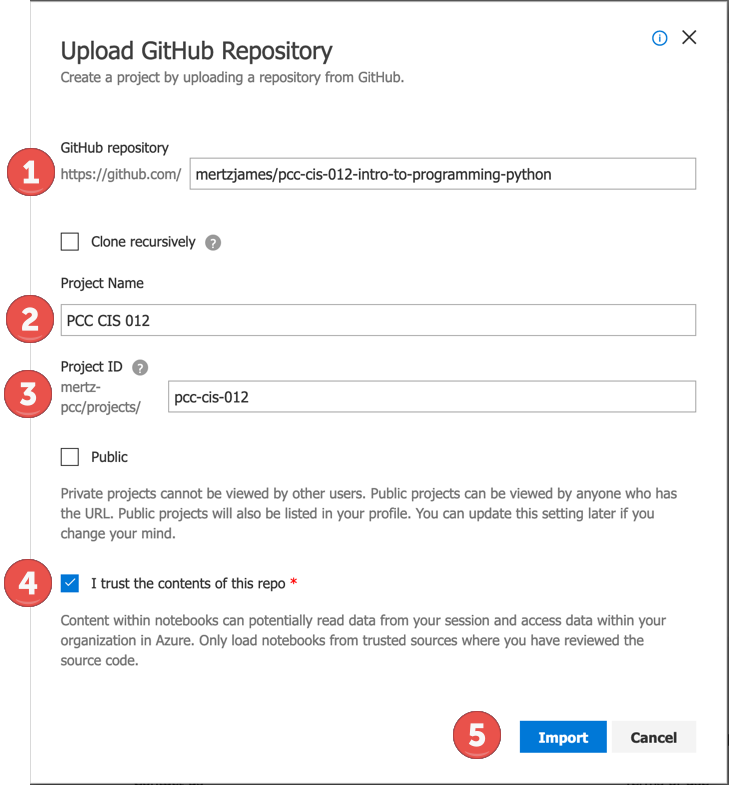 Upload GitHub Repository
Create a project by uploading a repository from GitHub.
GitHub repository
1
https://github.com/ mertzjames/pcc-cis-012-intro-to-programming-python
Clone recursively ?
Project Name
2
PCC CIS 012
Project ID ?
3
mertz-
pcc/projects/
pcc-cis-012
Public
Private projects cannot be viewed by other users. Public projects can be viewed by anyone who has
the URL. Public projects will also be listed in your profile. You can update this setting later if you
change your mind.
4
I trust the contents of this repo *
Content within notebooks can potentially read data from your session and access data within your
organization in Azure. Only load notebooks from trusted sources where you have reviewed the
source code.
5
Import Cancel